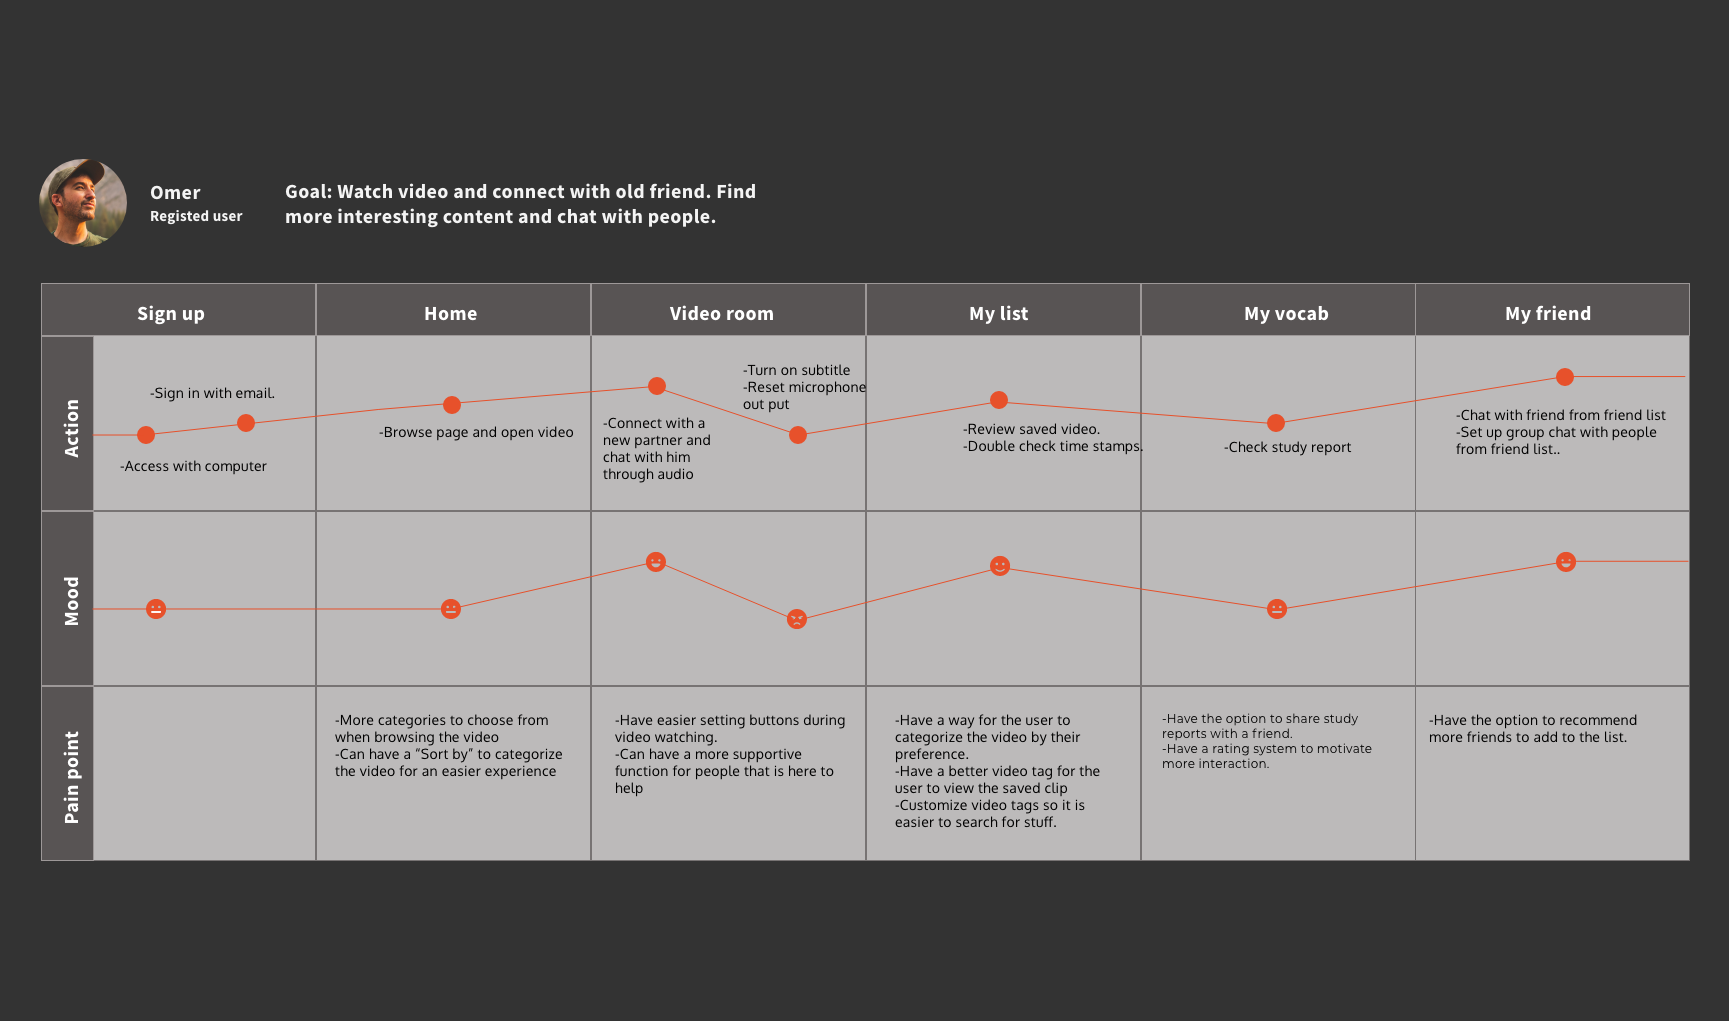 Omer
Registed user
Goal: Watch video and connect with old friend. Find
more interesting content and chat with people.
Sign up
Home
Video room
My list
My vocab
My friend
Action
-Sign in with email.
-Access with computer
-Browse page and open video
-Connect with a
new partner and
chat with him
through audio
-Turn on subtitle
-Reset microphone
out put
-Review saved video.
-Double check time stamps.
-Check study report
-Chat with friend from friend list
-Set up group chat with people
from friend list..
Mood
Pain point
-More categories to choose from
when browsing the video
-Can have a “Sort by” to categorize
the video for an easier experience
-Have easier setting buttons during
video watching.
-Can have a more supportive
function for people that is here to
help
-Have a way for the user to
categorize the video by their
preference.
-Have a better video tag for the
user to view the saved clip
-Customize video tags so it is
easier to search for stuff.
-Have the option to share study
reports with a friend.
-Have a rating system to motivate
more interaction.
-Have the option to recommend
more friends to add to the list.